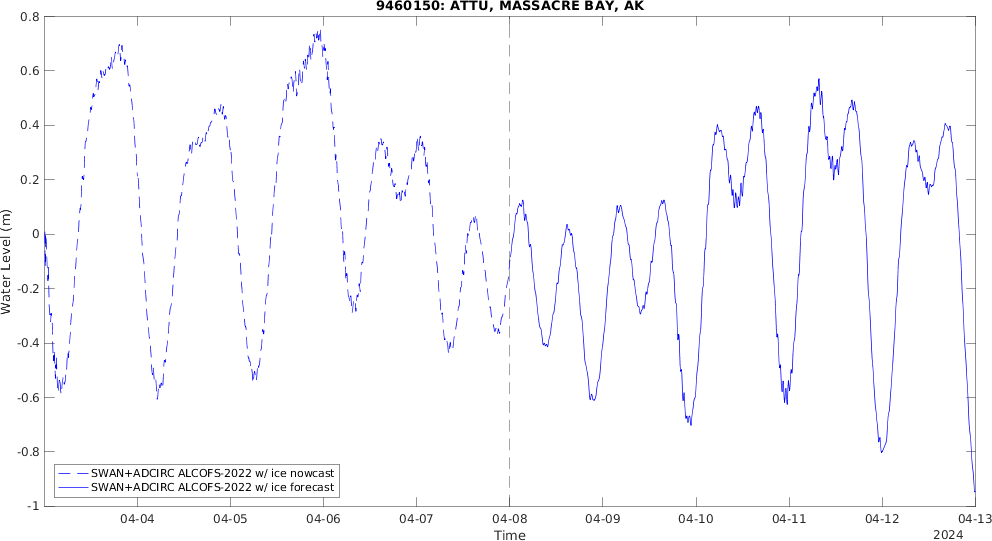 9460150: ATTU, MASSACRE BAY, AK
0.8
0.6
0.4
0.2
0
-0.2
-0.4
-0.6
-0.8
-1
Water Level (m)
SWAN+ADCIRC ALCOFS-2022 w/ ice nowcast
SWAN+ADCIRC ALCOFS-2022 w/ ice forecast
04-04 04-05 04-06 04-07 04-08 04-09 04-10 04-11 04-12 04-13
Time
2024